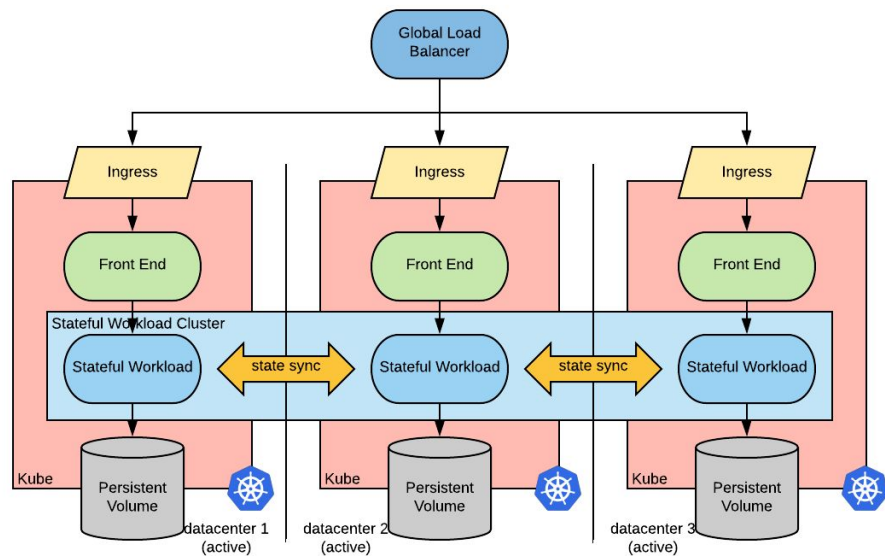 Global Load
Balancer
Ingress
Ingress
Ingress
Front End
Front End
Front End
Stateful Workload Cluster
Stateful Workload
state sync
Stateful Workload
state sync
Stateful Workload
Persistent
Volume
Persistent
Volume
Persistent
Volume
Kube
Kube
Kube
datacenter 1
(active)
datacenter 2
(active)
datacenter 3
(active)